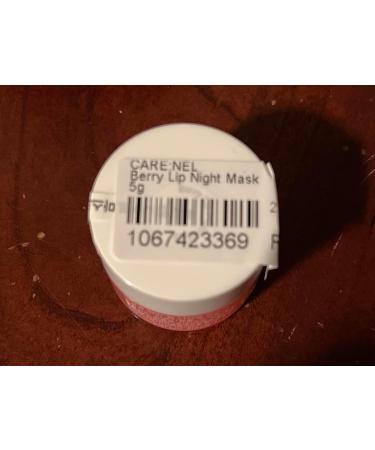 CARE:NEL
Berry Lip Night Mask
5g
1067423369